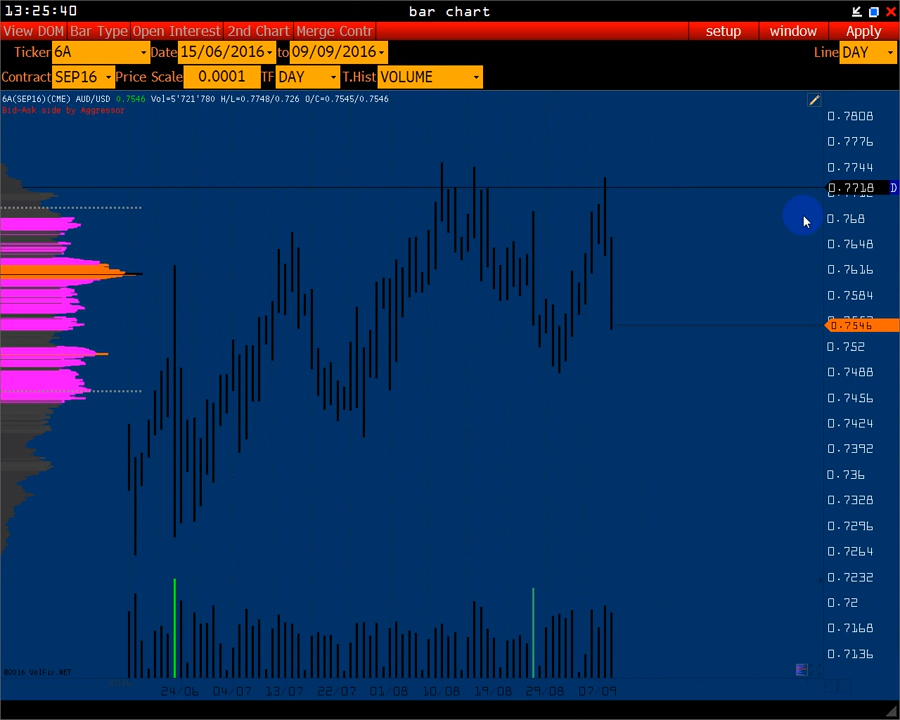 13:25:40 bar chart
View DOM Bar Type Open Interest 2nd Chart Merge Contr setup window Apply
Ticker 6A Date 15/06/2016 to 09/09/2016 Line DAY
Contract SEP16 Price Scale 0.0001 TF DAY T.Hist VOLUME
6A(SEP16)(CME) AUD/USD 0.7546 Vol=5'721'780 H/L=0.7748/0.726 O/C=0.7545/0.7546
Bid-Ask side by Aggressor
0.7808
0.7776
0.7744
0.7718 D
0.768
0.7648
0.7616
0.7584
0.7546
0.752
0.7488
0.7456
0.7424
0.7392
0.736
0.7328
0.7296
0.7264
0.7232
0.72
0.7168
0.7136
©2016 VolFix.NET
24/06 04/07 13/07 22/07 01/08 10/08 19/08 29/08 07/09